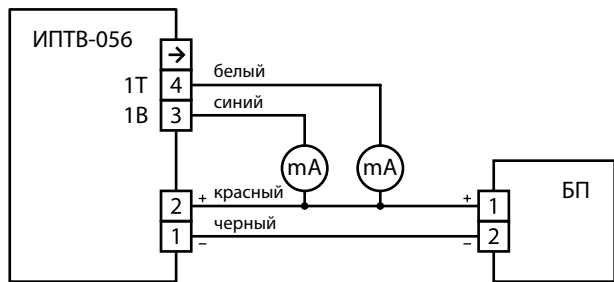 ИПТВ-056
1Т 4 белый
1В 3 синий
mA mA
2 + красный + 1 БП
1 – черный – 2